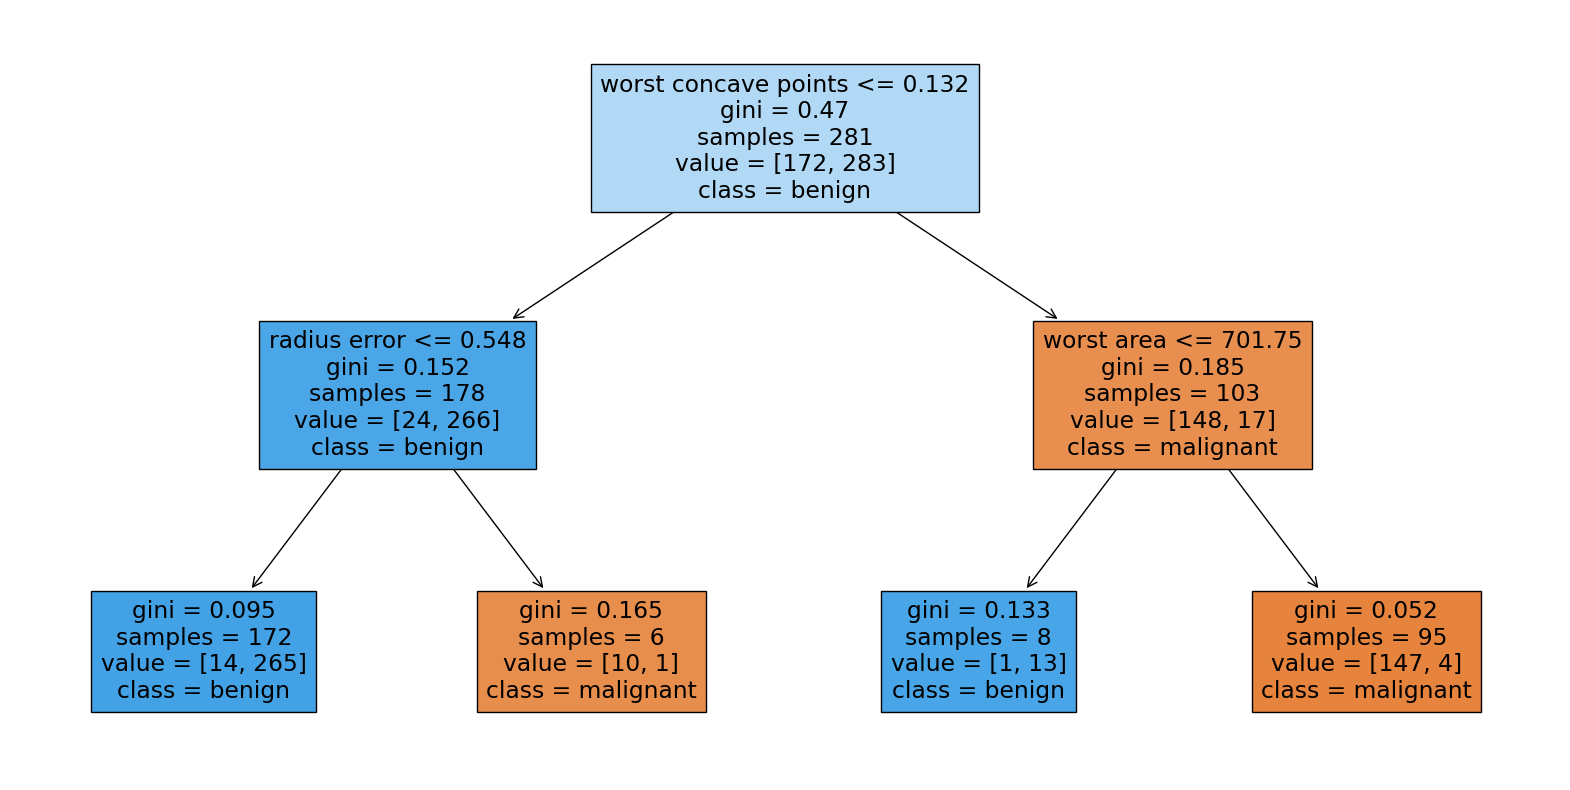 worst concave points <= 0.132
gini = 0.47
samples = 281
value = [172, 283]
class = benign
radius error <= 0.548
gini = 0.152
samples = 178
value = [24, 266]
class = benign
worst area <= 701.75
gini = 0.185
samples = 103
value = [148, 17]
class = malignant
gini = 0.095
samples = 172
value = [14, 265]
class = benign
gini = 0.165
samples = 6
value = [10, 1]
class = malignant
gini = 0.133
samples = 8
value = [1, 13]
class = benign
gini = 0.052
samples = 95
value = [147, 4]
class = malignant